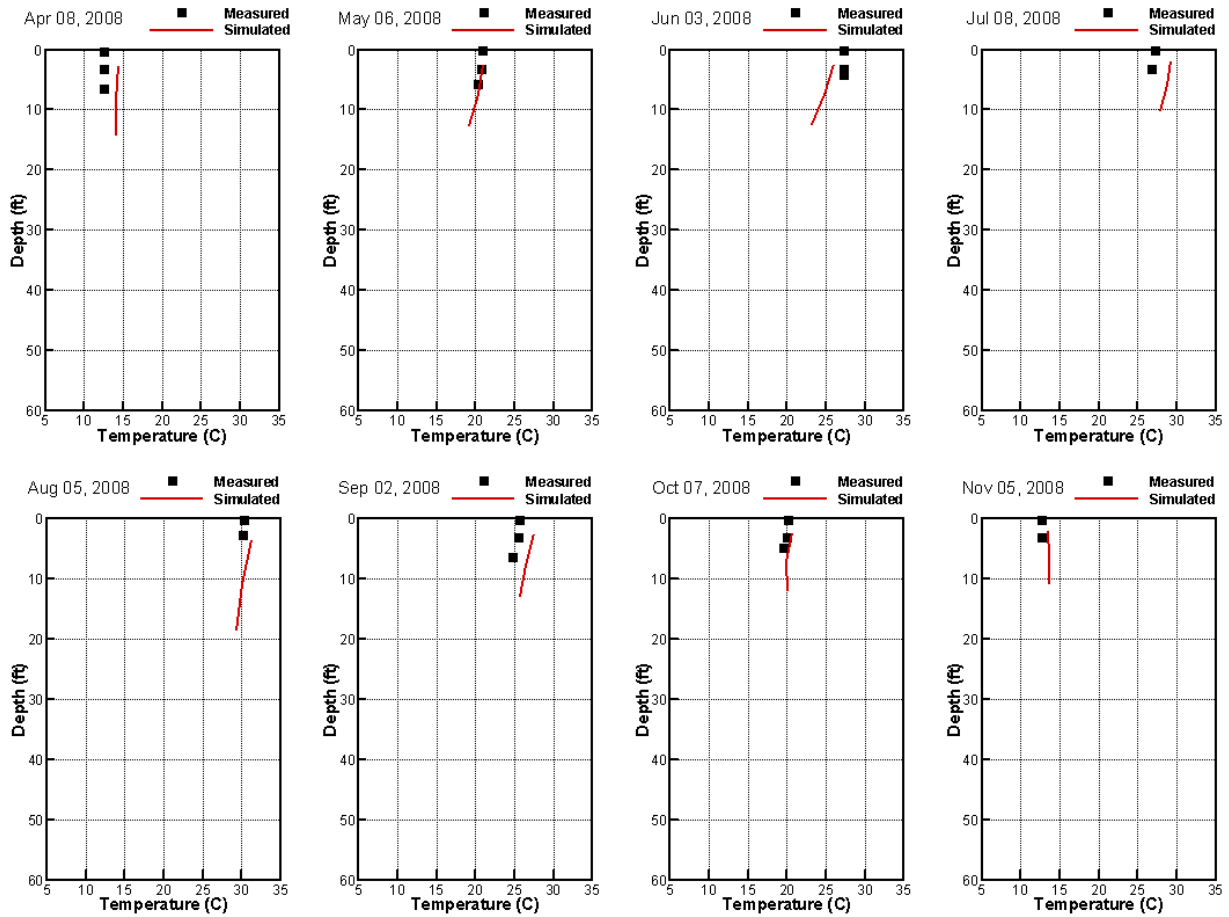 Apr 08, 2008
Measured
Simulated
0
10
20
30
40
50
60
Depth (ft)
5 10 15 20 25 30 35
Temperature (C)
May 06, 2008
Measured
Simulated
0
10
20
30
40
50
60
Depth (ft)
5 10 15 20 25 30 35
Temperature (C)
Jun 03, 2008
Measured
Simulated
0
10
20
30
40
50
60
Depth (ft)
5 10 15 20 25 30 35
Temperature (C)
Jul 08, 2008
Measured
Simulated
0
10
20
30
40
50
60
Depth (ft)
5 10 15 20 25 30 35
Temperature (C)
Aug 05, 2008
Measured
Simulated
0
10
20
30
40
50
60
Depth (ft)
5 10 15 20 25 30 35
Temperature (C)
Sep 02, 2008
Measured
Simulated
0
10
20
30
40
50
60
Depth (ft)
5 10 15 20 25 30 35
Temperature (C)
Oct 07, 2008
Measured
Simulated
0
10
20
30
40
50
60
Depth (ft)
5 10 15 20 25 30 35
Temperature (C)
Nov 05, 2008
Measured
Simulated
0
10
20
30
40
50
60
Depth (ft)
5 10 15 20 25 30 35
Temperature (C)